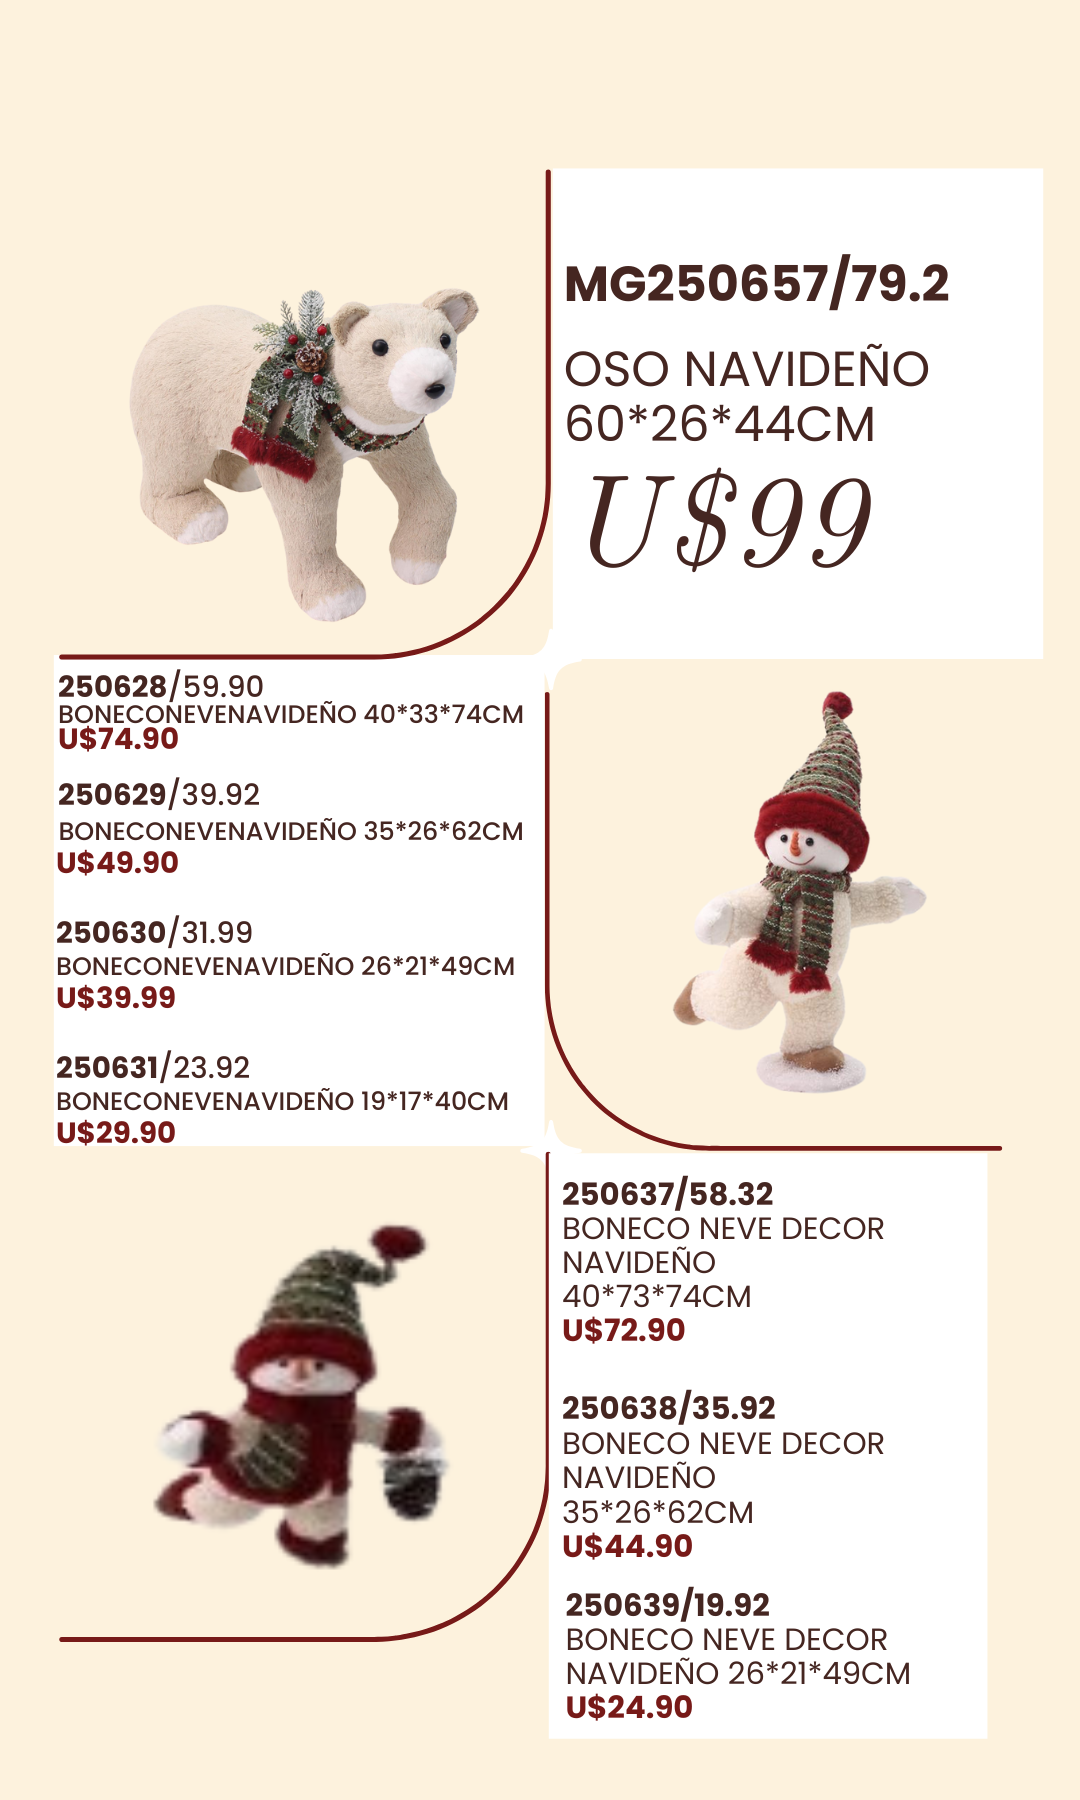 MG250657/79.2
OSO NAVIDEÑO
60*26*44CM
U$99
250628/59.90
BONECONEVENAVIDEÑO 40*33*74CM
U$74.90
250629/39.92
BONECONEVENAVIDEÑO 35*26*62CM
U$49.90
250630/31.99
BONECONEVENAVIDEÑO 26*21*49CM
U$39.99
250631/23.92
BONECONEVENAVIDEÑO 19*17*40CM
U$29.90
250637/58.32
BONECO NEVE DECOR
NAVIDEÑO
40*73*74CM
U$72.90
250638/35.92
BONECO NEVE DECOR
NAVIDEÑO
35*26*62CM
U$44.90
250639/19.92
BONECO NEVE DECOR
NAVIDEÑO 26*21*49CM
U$24.90